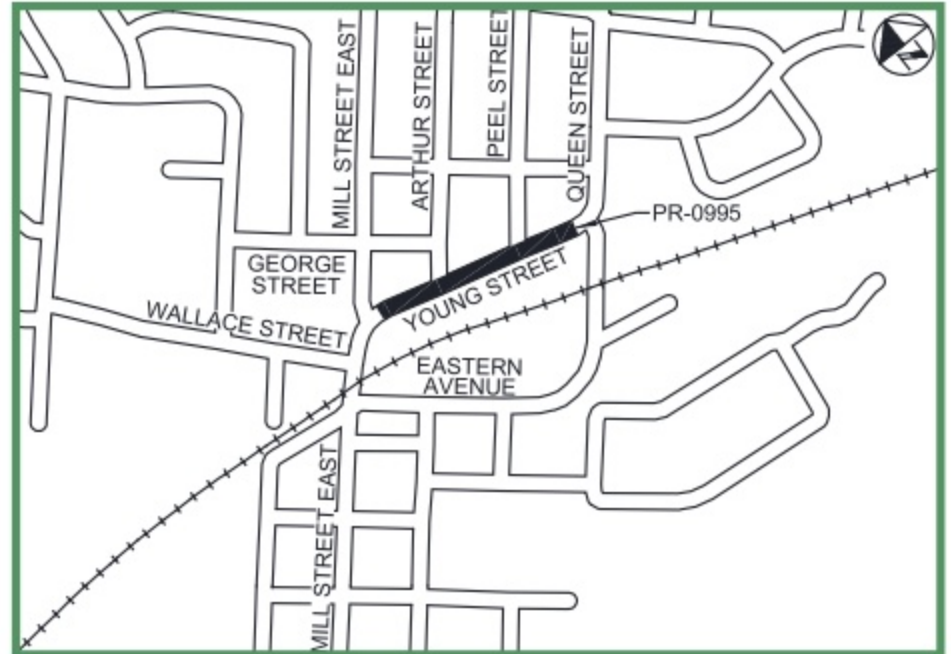 MILL STREET EAST
ARTHUR STREET
PEEL STREET
QUEEN STREET
N
PR-0995
GEORGE
STREET
YOUNG STREET
WALLACE STREET
EASTERN
AVENUE
MILL STREET EAST